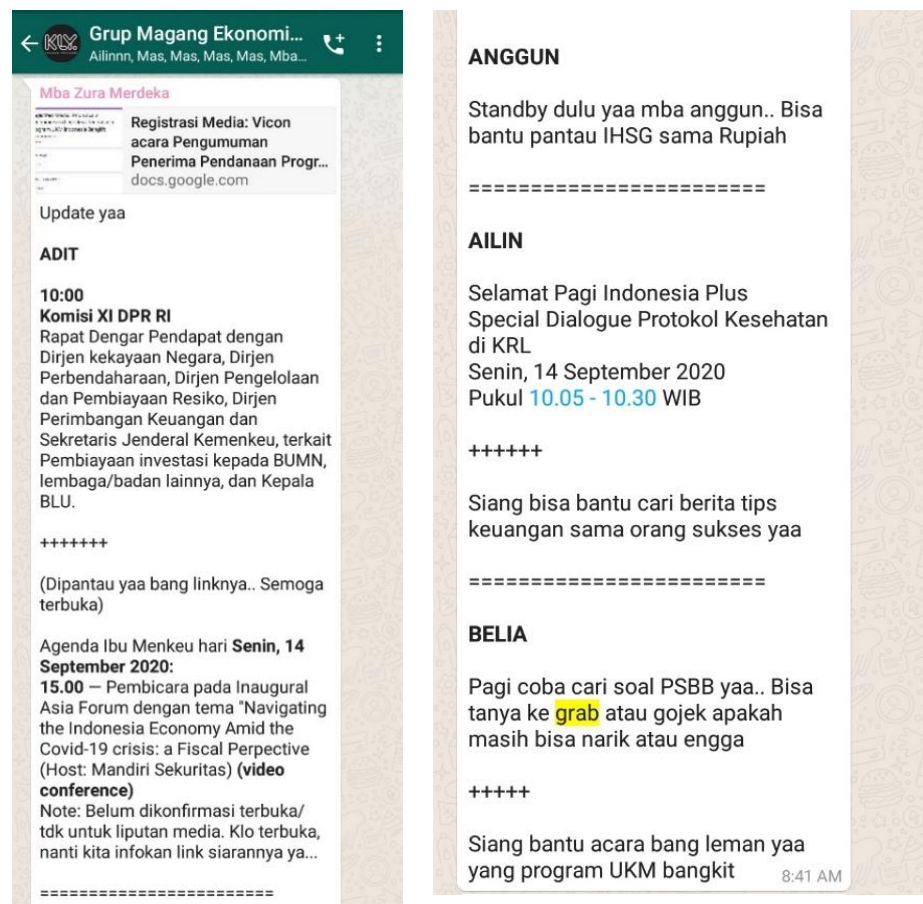 KLY
Grup Magang Ekonomi...
Ailinnn, Mas, Mas, Mas, Mas, Mba...
Mba Zura Merdeka
Registrasi Media: Vicon
acara Pengumuman
Penerima Pendanaan Progr...
docs.google.com
Update yaa
ADIT
10:00
Komisi XI DPR RI
Rapat Dengar Pendapat dengan
Dirjen kekayaan Negara, Dirjen
Perbendaharaan, Dirjen Pengelolaan
dan Pembiayaan Resiko, Dirjen
Perimbangan Keuangan dan
Sekretaris Jenderal Kemenkeu, terkait
Pembiayaan investasi kepada BUMN,
lembaga/badan lainnya, dan Kepala
BLU.
+++++++
(Dipantau yaa bang linknya.. Semoga
terbuka)
Agenda Ibu Menkeu hari Senin, 14
September 2020:
15.00 — Pembicara pada Inaugural
Asia Forum dengan tema "Navigating
the Indonesia Economy Amid the
Covid-19 crisis: a Fiscal Perpective
(Host: Mandiri Sekuritas) (video
conference)
Note: Belum dikonfirmasi terbuka/
tdk untuk liputan media. Klo terbuka,
nanti kita infokan link siarannya ya...
========================
ANGGUN
Standby dulu yaa mba anggun.. Bisa
bantu pantau IHSG sama Rupiah
========================
AILIN
Selamat Pagi Indonesia Plus
Special Dialogue Protokol Kesehatan
di KRL
Senin, 14 September 2020
Pukul 10.05 - 10.30 WIB
++++++
Siang bisa bantu cari berita tips
keuangan sama orang sukses yaa
========================
BELIA
Pagi coba cari soal PSBB yaa.. Bisa
tanya ke grab atau gojek apakah
masih bisa narik atau engga
+++++
Siang bantu acara bang leman yaa
yang program UKM bangkit
8:41 AM